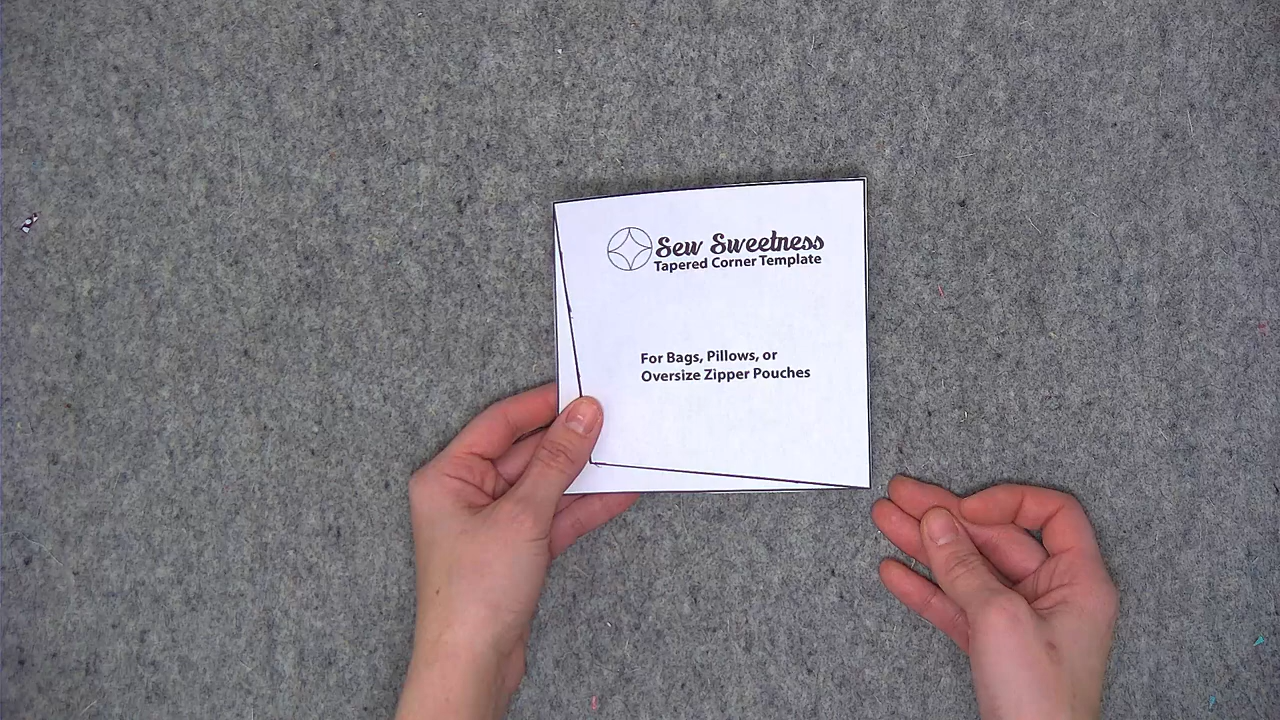 Sew Sweetness
Tapered Corner Template
For Bags, Pillows, or
Oversize Zipper Pouches